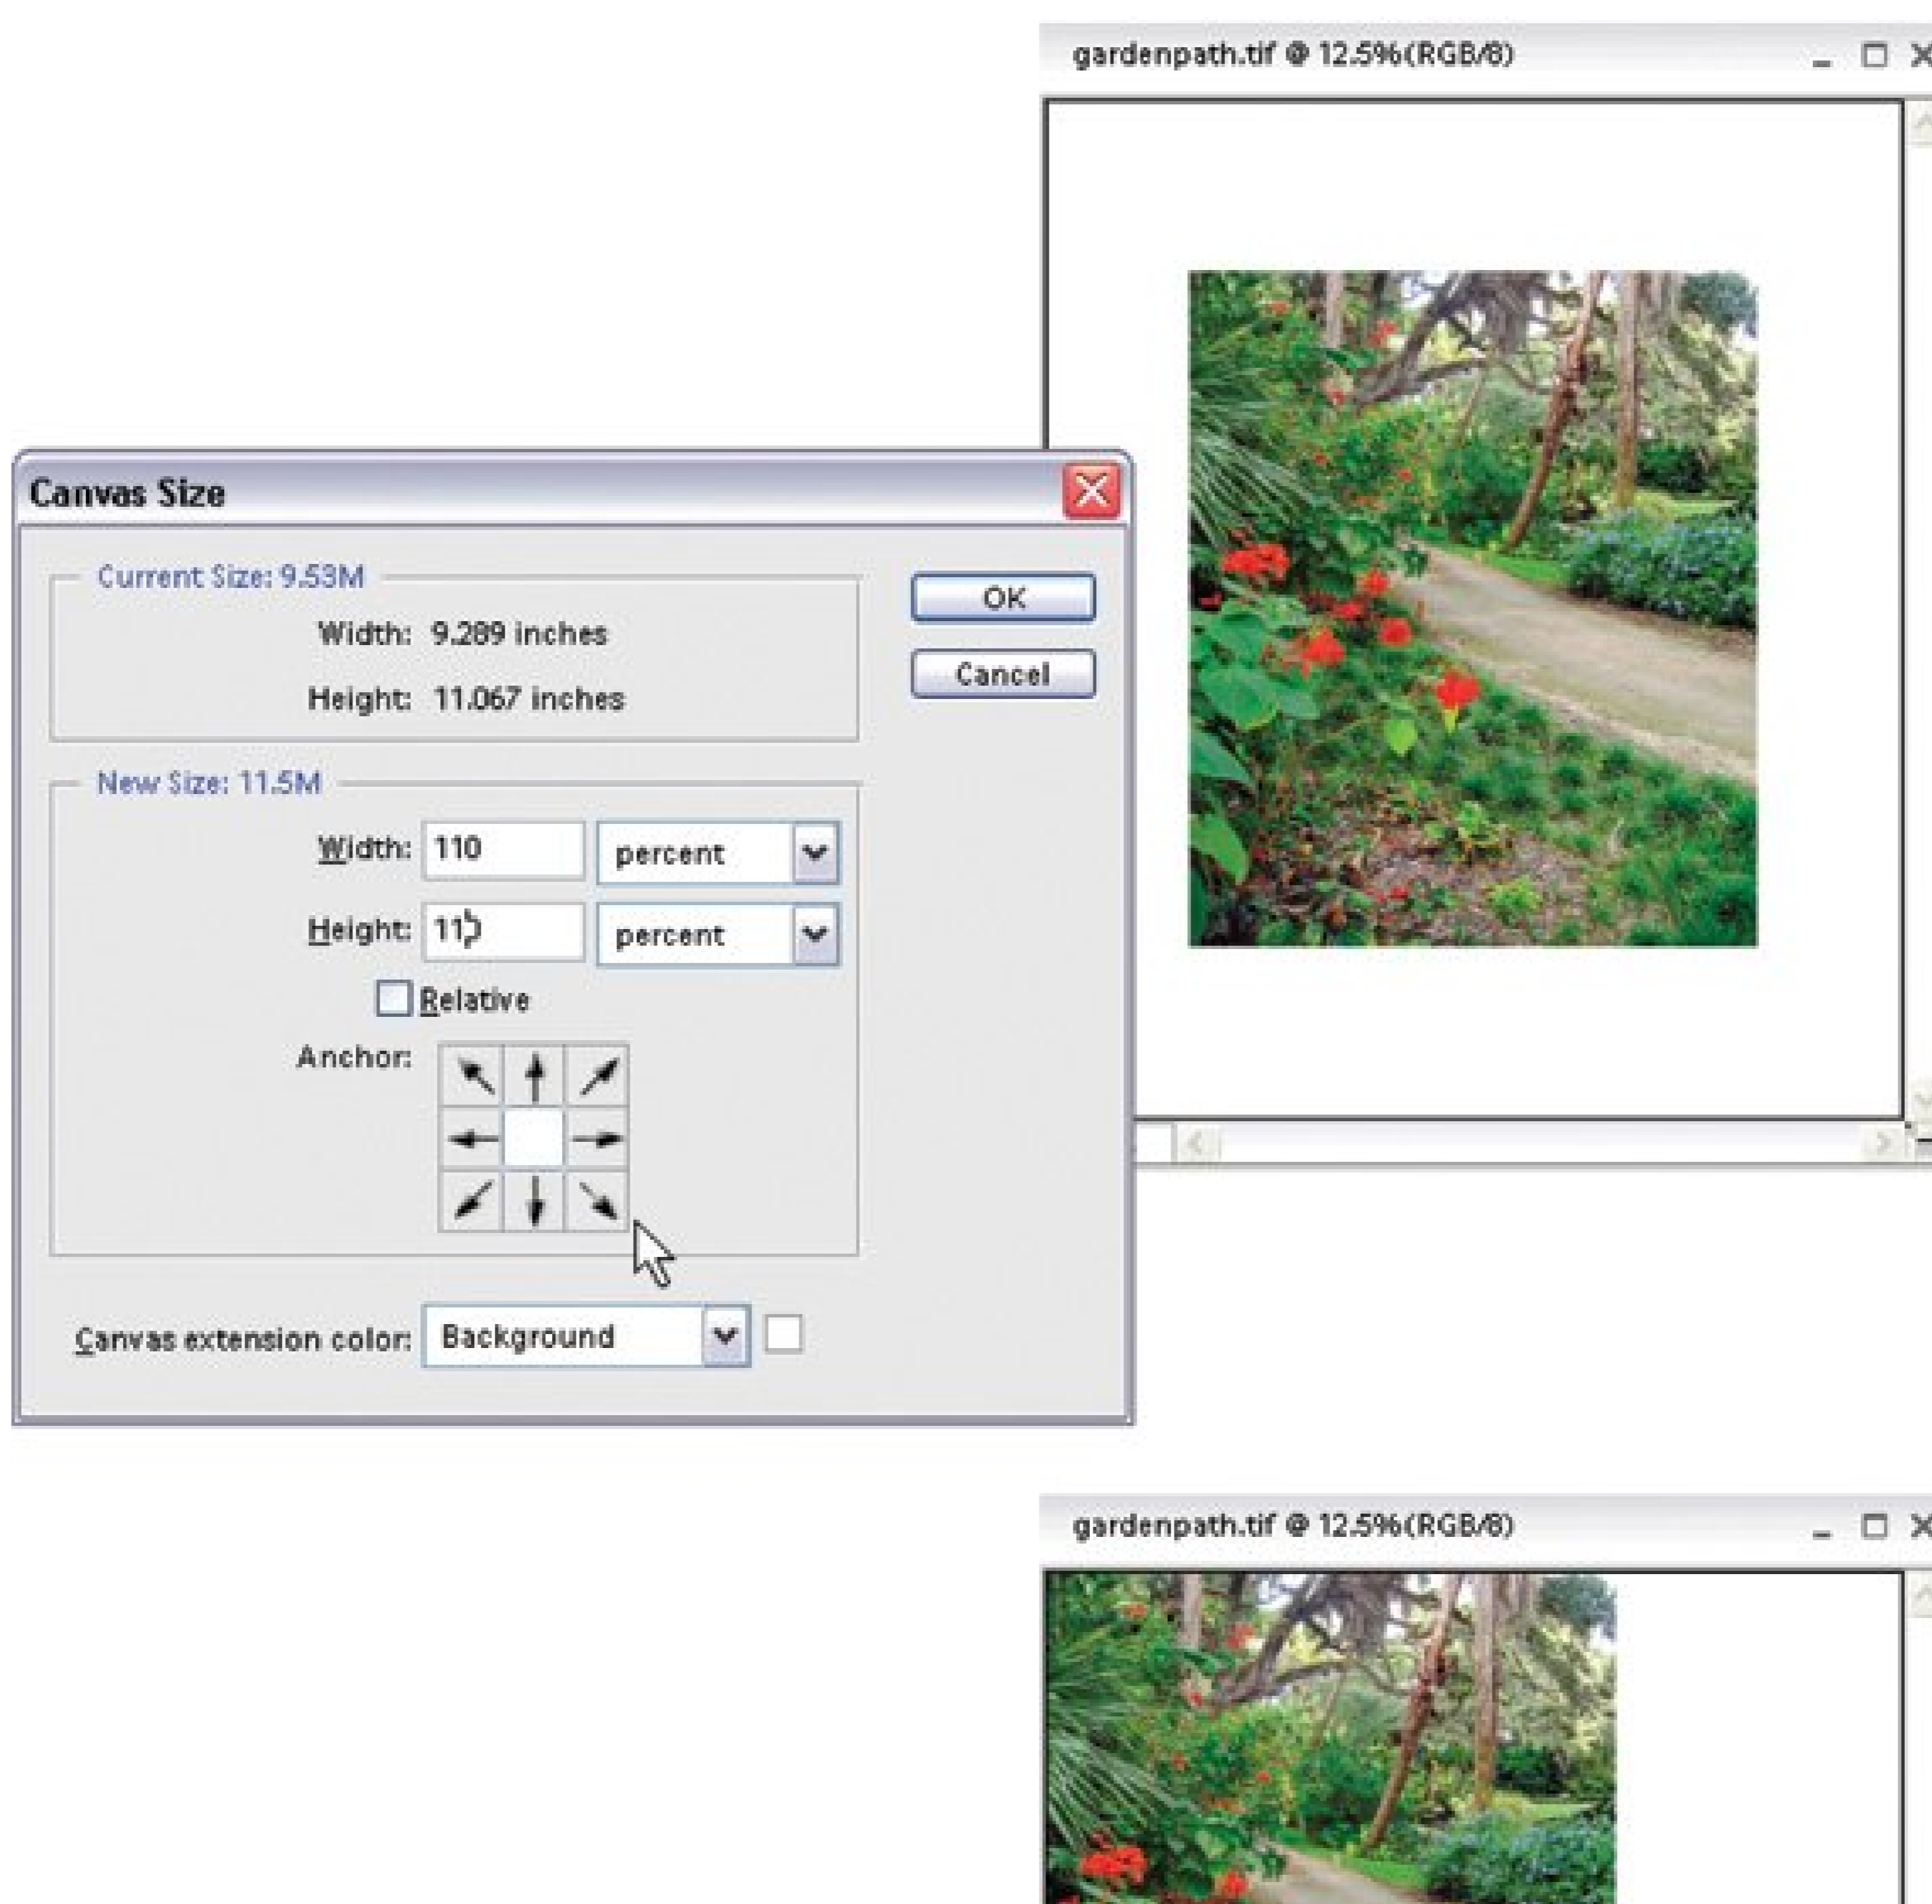 gardenpath.tif @ 12.5%(RGB/8)
Canvas Size
Current Size: 9.53M
Width: 9.289 inches
Height: 11.067 inches
OK
Cancel
New Size: 11.5M
Width: 110 percent
Height: 110 percent
Relative
Anchor:
Canvas extension color: Background
gardenpath.tif @ 12.5%(RGB/8)